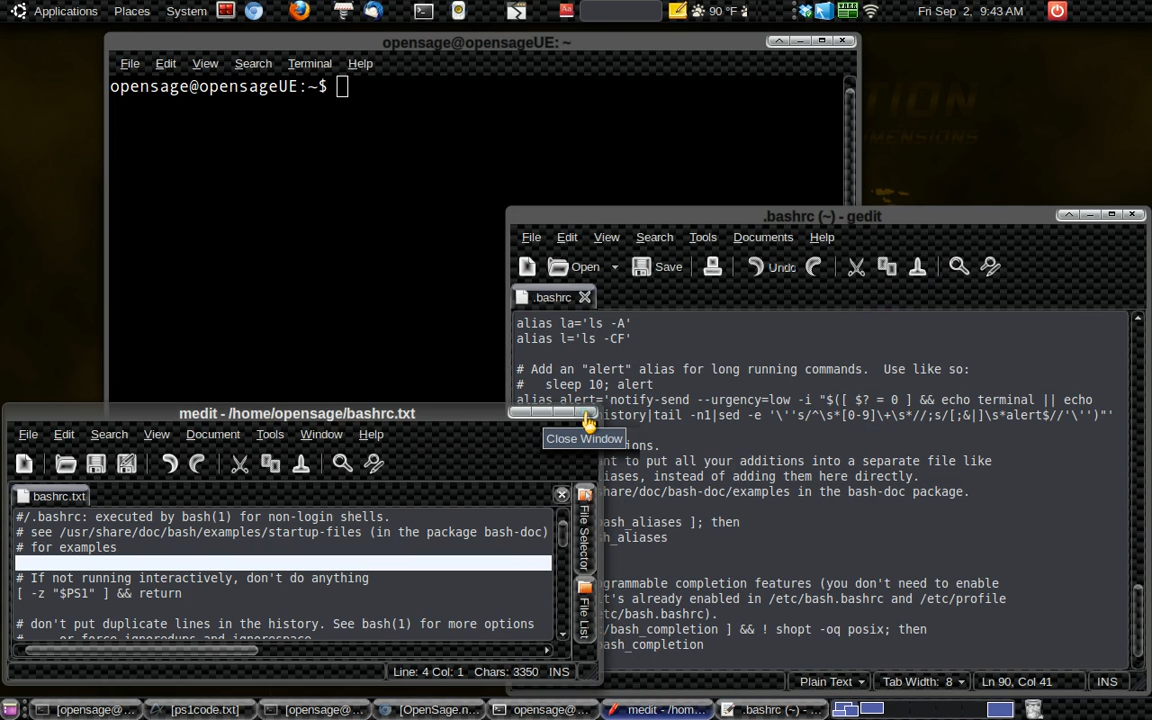 Applications Places System 90 °F Fri Sep 2, 9:43 AM
opensage@opensageUE: ~
File Edit View Search Terminal Help
opensage@opensageUE:~$
.bashrc (~) - gedit
File Edit View Search Tools Documents Help
Open Save Undo
.bashrc
alias la='ls -A'
alias l='ls -CF'
# Add an "alert" alias for long running commands.  Use like so:
#   sleep 10; alert
alias alert='notify-send --urgency=low -i "$([ $? = 0 ] && echo terminal || echo
istory|tail -n1|sed -e '\''s/^\s*[0-9]\+\s*//;s/[;&|]\s*alert$//'\'')"'
ons.
nt to put all your additions into a separate file like
iases, instead of adding them here directly.
hare/doc/bash-doc/examples in the bash-doc package.
ash_aliases ]; then
h_aliases
grammable completion features (you don't need to enable
t's already enabled in /etc/bash.bashrc and /etc/profile
etc/bash.bashrc).
/bash_completion ] && ! shopt -oq posix; then
ash_completion
Plain Text Tab Width: 8 Ln 90, Col 41 INS
medit - /home/opensage/bashrc.txt
Close Window
File Edit Search View Document Tools Window Help
bashrc.txt
#/.bashrc: executed by bash(1) for non-login shells.
# see /usr/share/doc/bash/examples/startup-files (in the package bash-doc)
# for examples
# If not running interactively, don't do anything
[ -z "$PS1" ] && return
# don't put duplicate lines in the history. See bash(1) for more options
# ... or force ignoredups and ignorespace
File Selector
File List
Line: 4 Col: 1 Chars: 3350 INS
[opensage@... [ps1code.txt] [opensage@... [OpenSage.n... opensage@... medit - /hom... .bashrc (~) - ...